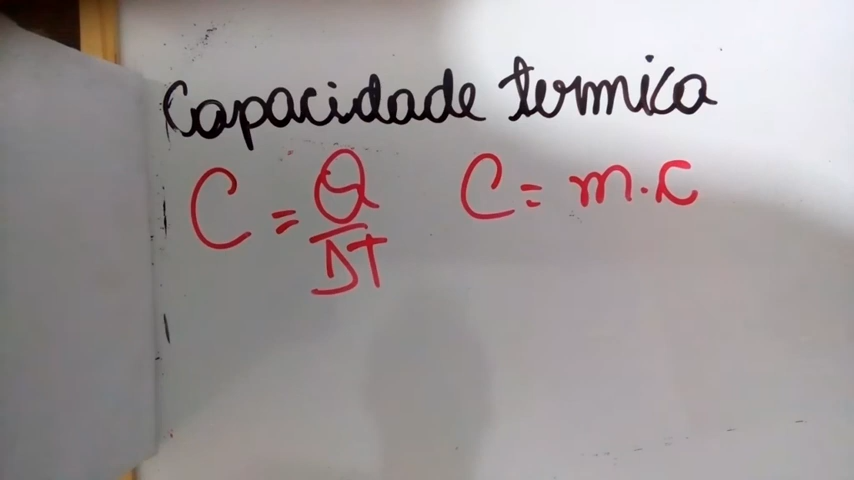 Capacidade termica
C = Q/ΔT C = m.c